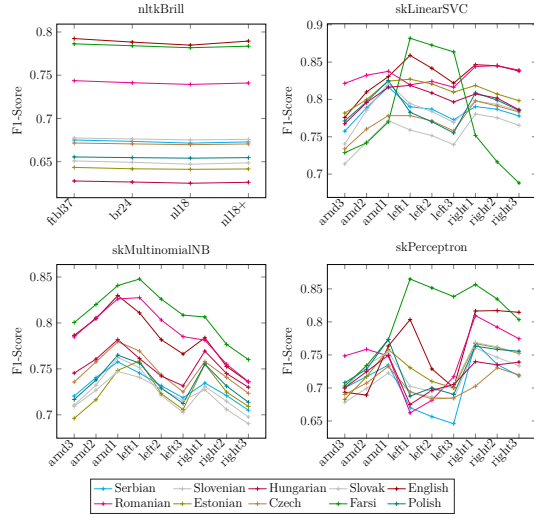 nltkBrill
F1-Score
0.8
0.75
0.7
0.65
ftbl37
br24
nl18
nl18+
skLinearSVC
F1-Score
0.9
0.85
0.8
0.75
0.7
arnd3
arnd2
arnd1
left1
left2
left3
right1
right2
right3
skMultinomialNB
F1-Score
0.85
0.8
0.75
0.7
arnd3
arnd2
arnd1
left1
left2
left3
right1
right2
right3
skPerceptron
F1-Score
0.9
0.85
0.8
0.75
0.7
0.65
arnd3
arnd2
arnd1
left1
left2
left3
right1
right2
right3
Serbian Slovenian Hungarian Slovak English
Romanian Estonian Czech Farsi Polish